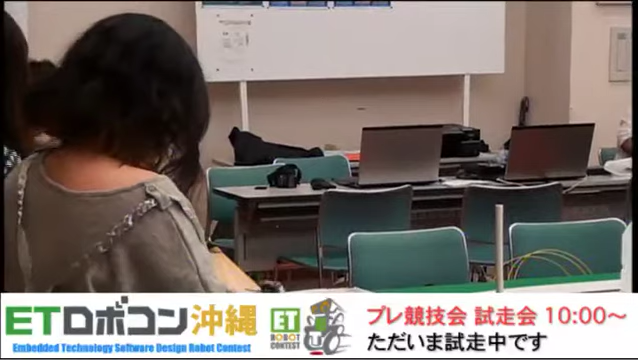 ETロボコン沖縄
Embedded Technology Software Design Robot Contest
ET
ROBOT
CONTEST
プレ競技会 試走会 10:00～
ただいま試走中です